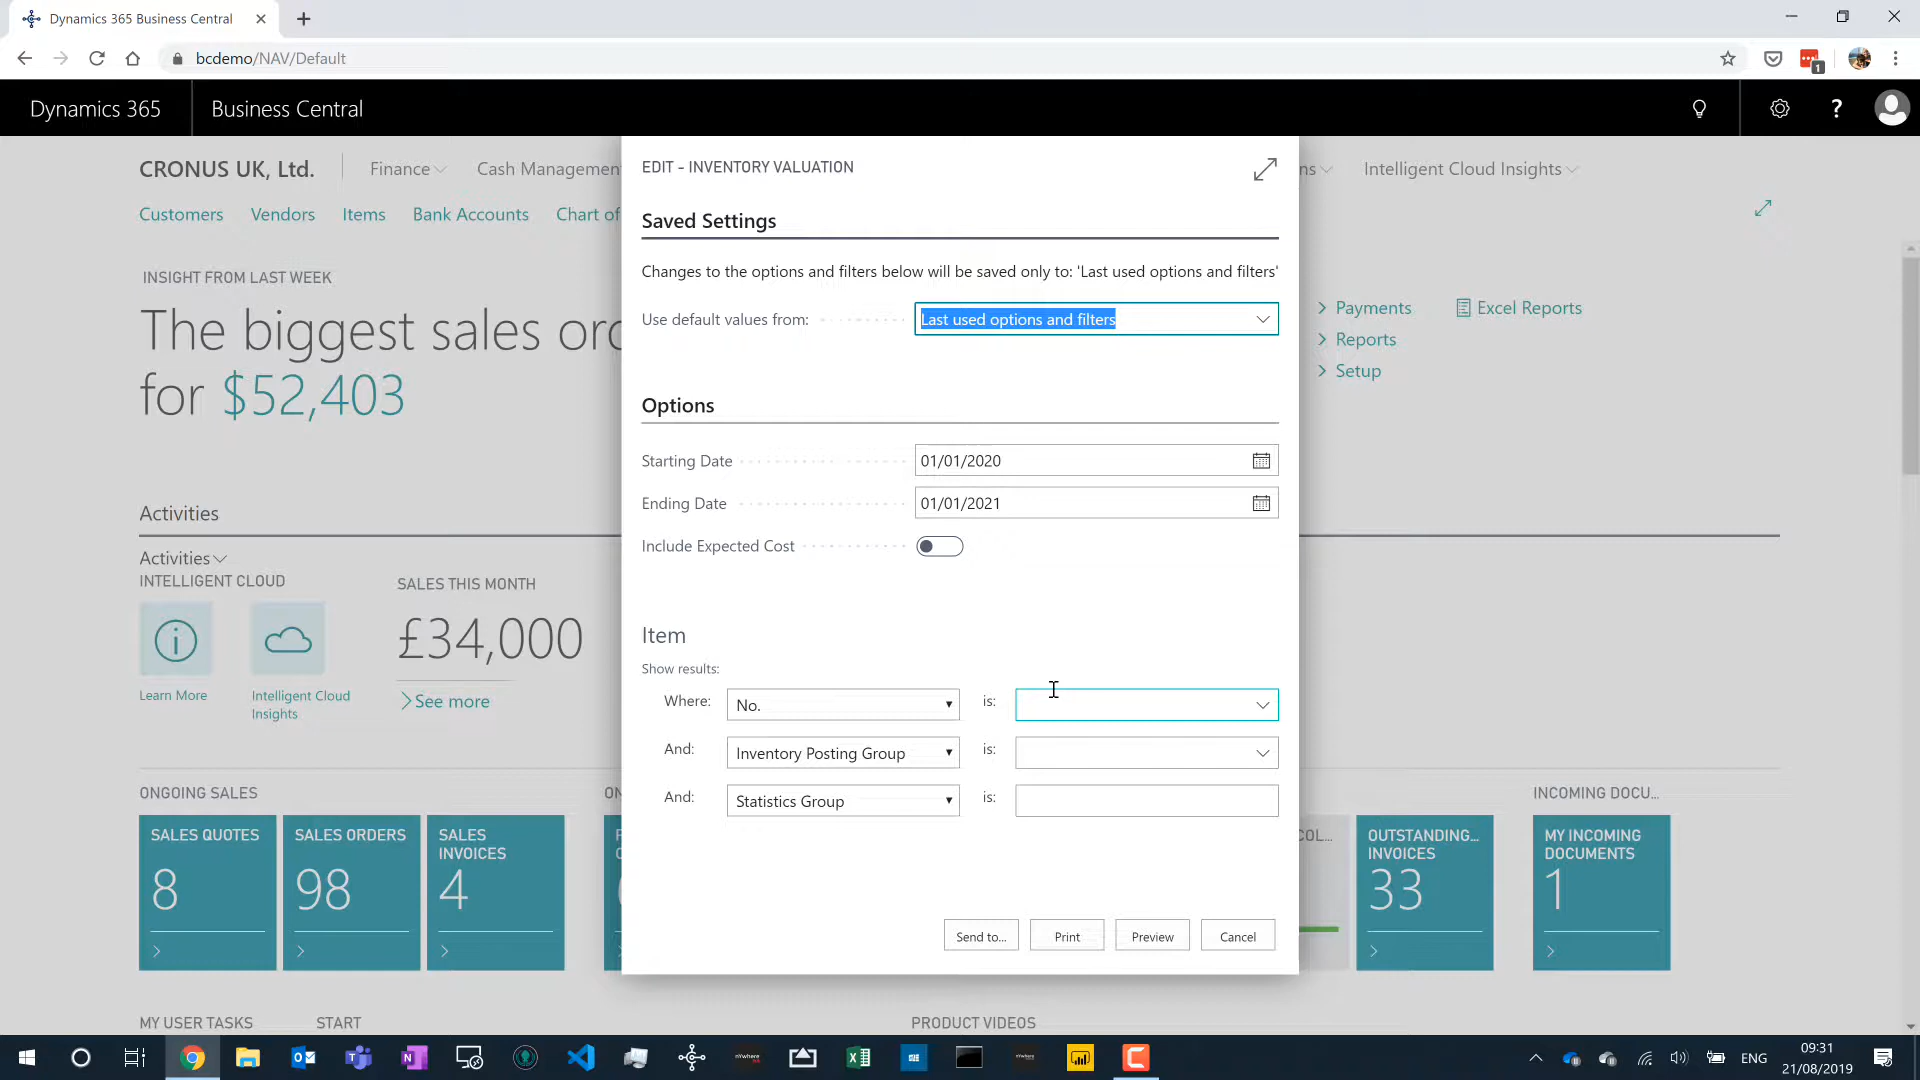 Dynamics 365 Business Central
bcdemo/NAV/Default
1
Dynamics 365
Business Central
?
CRONUS UK, Ltd.
Finance
Cash Management
ns
Intelligent Cloud Insights
Customers
Vendors
Items
Bank Accounts
Chart of
EDIT - INVENTORY VALUATION
Saved Settings
Changes to the options and filters below will be saved only to: 'Last used options and filters'
Use default values from:
Last used options and filters
Options
Starting Date
01/01/2020
Ending Date
01/01/2021
Include Expected Cost
Item
Show results:
Where:
No.
is:
And:
Inventory Posting Group
is:
And:
Statistics Group
is:
Send to...
Print
Preview
Cancel
INSIGHT FROM LAST WEEK
The biggest sales orc
for $52,403
Payments
Excel Reports
Reports
Setup
Activities
Activities
INTELLIGENT CLOUD
Learn More
Intelligent Cloud
Insights
SALES THIS MONTH
£34,000
See more
ONGOING SALES
SALES QUOTES
8
SALES ORDERS
98
SALES
INVOICES
4
COL...
OUTSTANDING...
INVOICES
33
INCOMING DOCU...
MY INCOMING
DOCUMENTS
1
MY USER TASKS
START
PRODUCT VIDEOS
ENG
09:31
21/08/2019